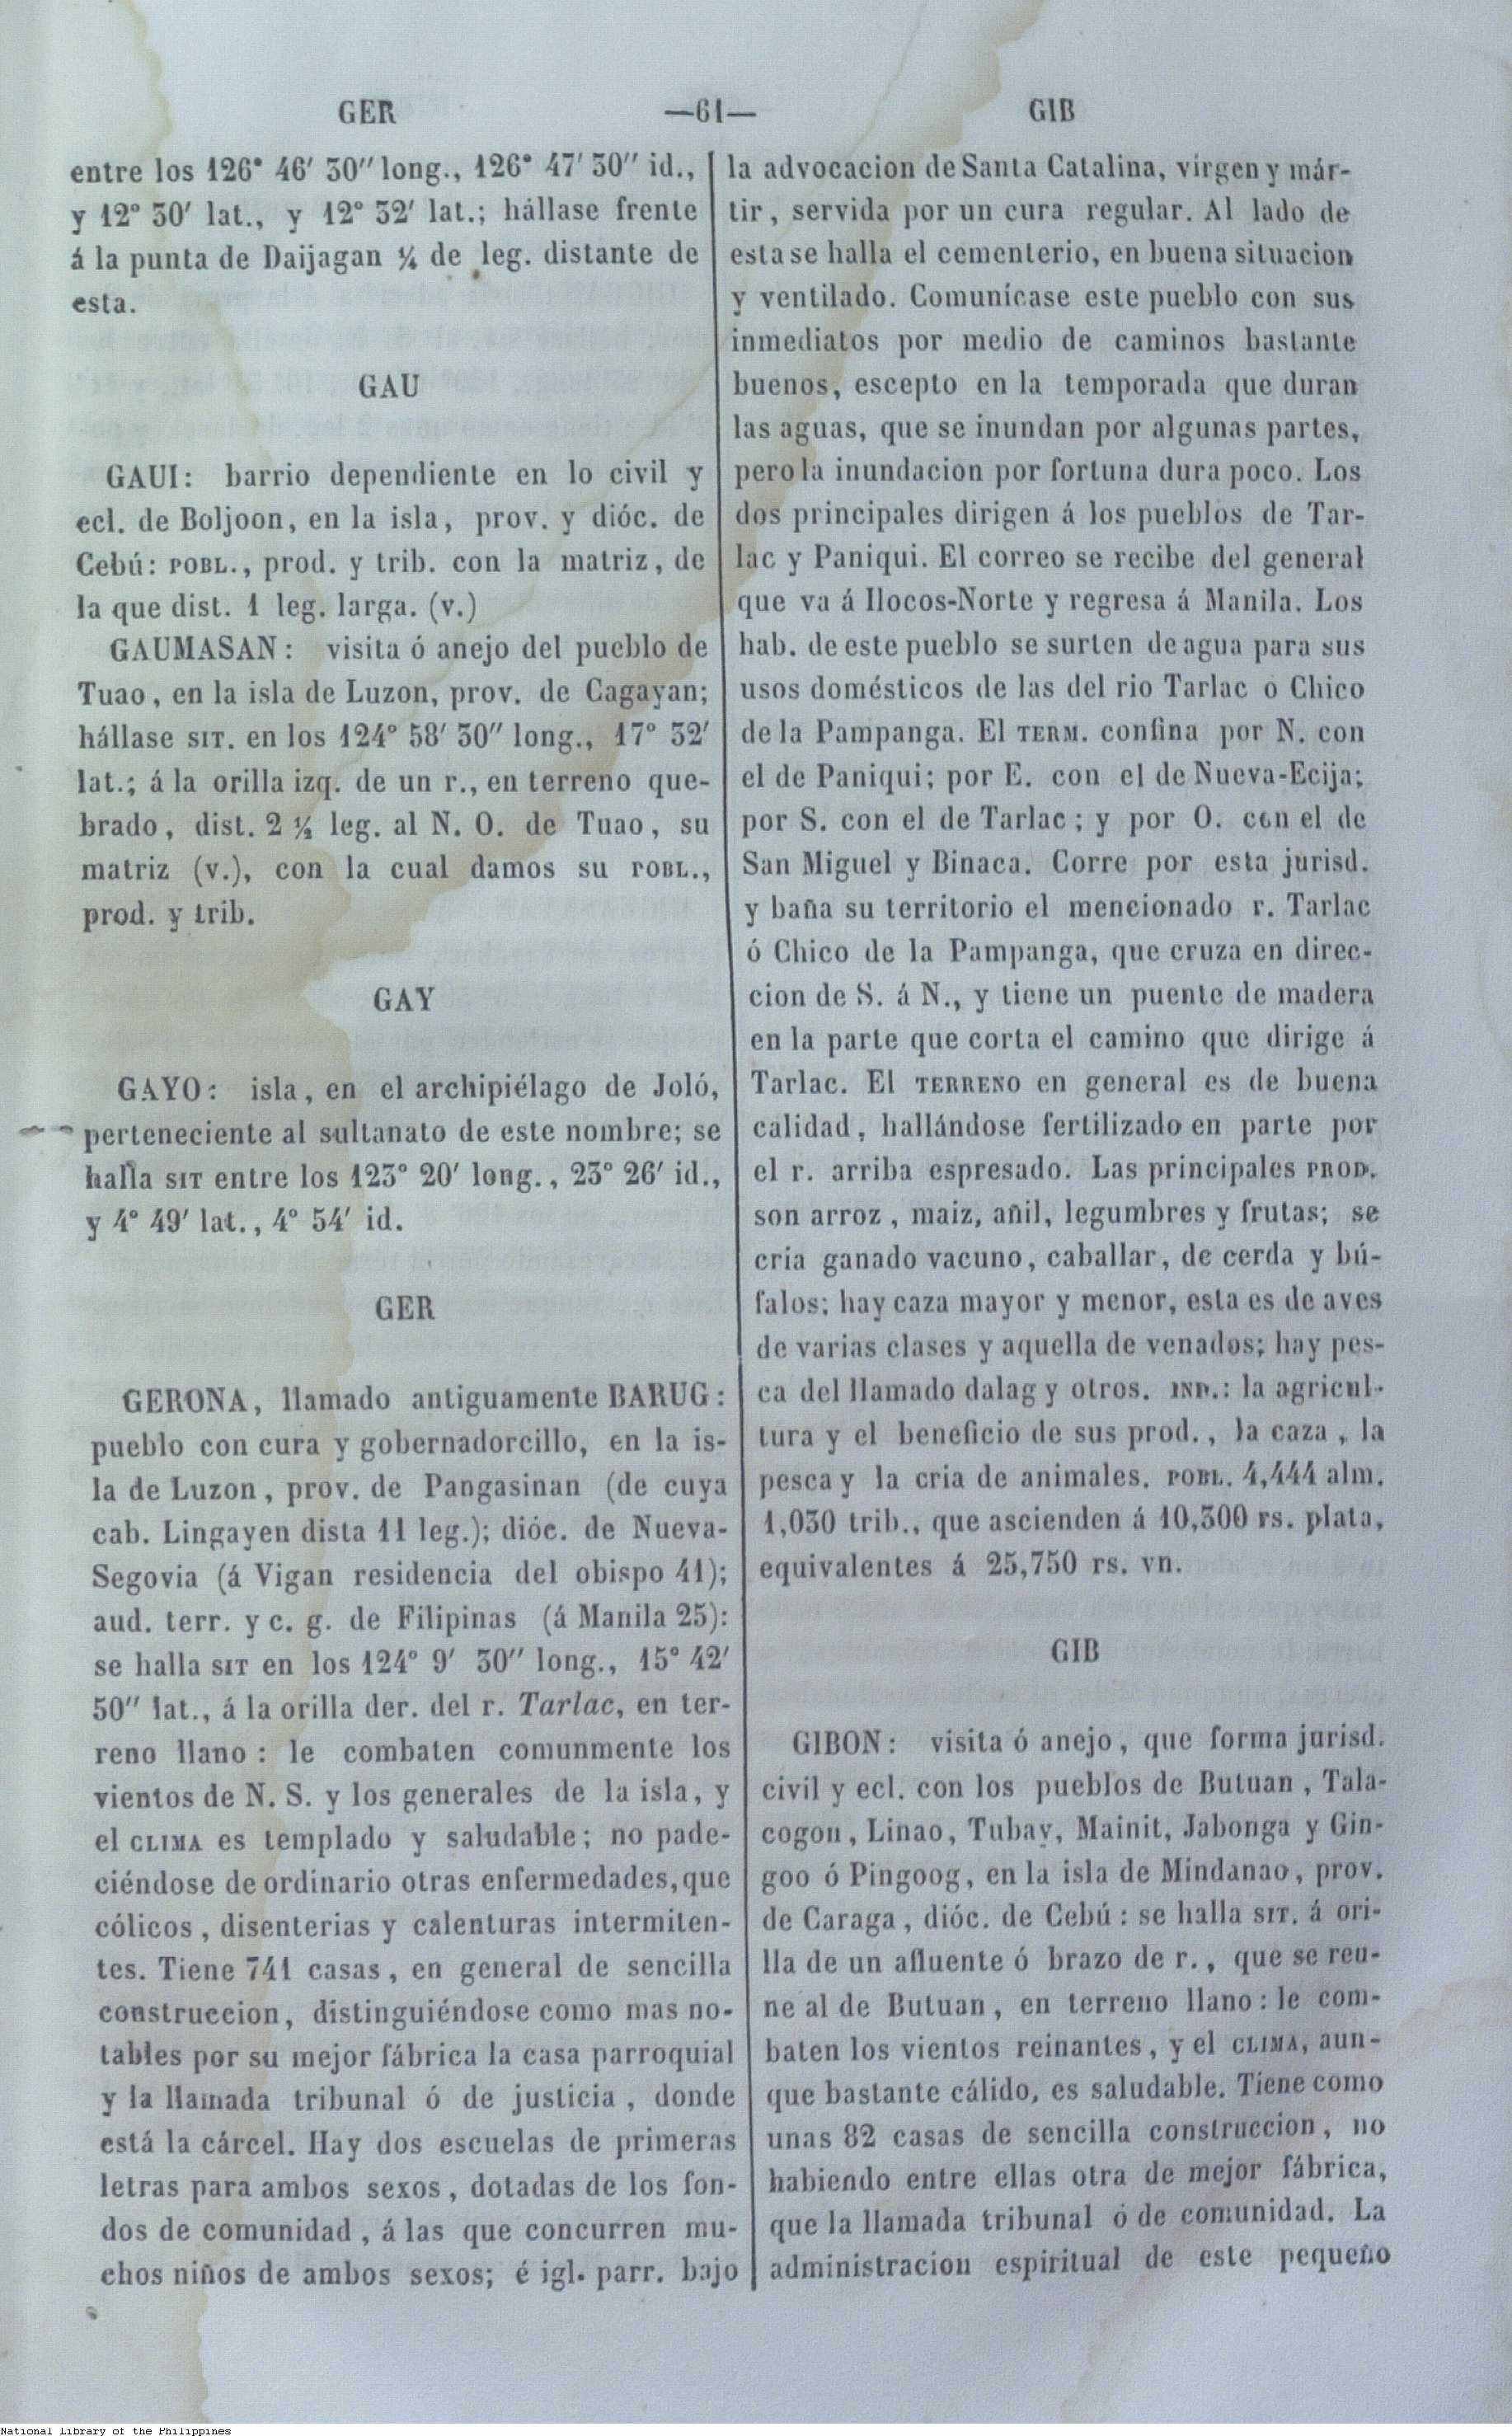 GER —61— GIB
entre los 126° 46′ 30″ long., 126° 47′ 30″ id.,
y 12° 30′ lat., y 12° 32′ lat.; hállase frente
á la punta de Daijagan ¼ de leg. distante de
esta.
GAU
GAUI: barrio dependiente en lo civil y
ecl. de Boljoon, en la isla, prov. y dióc. de
Cebú: POBL., prod. y trib. con la matriz, de
la que dist. 1 leg. larga. (v.)
GAUMASAN: visita ó anejo del pueblo de
Tuao, en la isla de Luzon, prov. de Cagayan;
hállase SIT. en los 124° 58′ 30″ long., 17° 32′
lat.; á la orilla izq. de un r., en terreno que-
brado, dist. 2 ½ leg. al N. O. de Tuao, su
matriz (v.), con la cual damos su POBL.,
prod. y trib.
GAY
GAYO: isla, en el archipiélago de Joló,
perteneciente al sultanato de este nombre; se
halla SIT entre los 123° 20′ long., 23° 26′ id.,
y 4° 49′ lat., 4° 54′ id.
GER
GERONA, llamado antiguamente BARUG:
pueblo con cura y gobernadorcillo, en la is-
la de Luzon, prov. de Pangasinan (de cuya
cab. Lingayen dista 11 leg.); dióc. de Nueva-
Segovia (á Vigan residencia del obispo 41);
aud. terr. y c. g. de Filipinas (á Manila 25):
se halla SIT en los 124° 9′ 30″ long., 15° 42′
50″ lat., á la orilla der. del r. Tarlac, en ter-
reno llano: le combaten comunmente los
vientos de N. S. y los generales de la isla, y
el CLIMA es templado y saludable; no pade-
ciéndose de ordinario otras enfermedades, que
cólicos, disenterias y calenturas intermiten-
tes. Tiene 741 casas, en general de sencilla
construccion, distinguiéndose como mas no-
tables por su mejor fábrica la casa parroquial
y la llamada tribunal ó de justicia, donde
está la cárcel. Hay dos escuelas de primeras
letras para ambos sexos, dotadas de los fon-
dos de comunidad, á las que concurren mu-
chos niños de ambos sexos; é igl. parr. bajo
la advocacion de Santa Catalina, vírgen y már-
tir, servida por un cura regular. Al lado de
esta se halla el cementerio, en buena situacion
y ventilado. Comunícase este pueblo con sus
inmediatos por medio de caminos bastante
buenos, escepto en la temporada que duran
las aguas, que se inundan por algunas partes,
pero la inundacion por fortuna dura poco. Los
dos principales dirigen á los pueblos de Tar-
lac y Paniqui. El correo se recibe del general
que va á Ilocos-Norte y regresa á Manila. Los
hab. de este pueblo se surten de agua para sus
usos domésticos de las del rio Tarlac o Chico
de la Pampanga. El TERM. confina por N. con
el de Paniqui; por E. con el de Nueva-Ecija;
por S. con el de Tarlac; y por O. con el de
San Miguel y Binaca. Corre por esta jurisd.
y baña su territorio el mencionado r. Tarlac
ó Chico de la Pampanga, que cruza en direc-
cion de S. á N., y tiene un puente de madera
en la parte que corta el camino que dirige á
Tarlac. El TERRENO en general es de buena
calidad, hallándose fertilizado en parte por
el r. arriba espresado. Las principales PROD.
son arroz, maiz, añil, legumbres y frutas; se
cria ganado vacuno, caballar, de cerda y bú-
falos; hay caza mayor y menor, esta es de aves
de varias clases y aquella de venados; hay pes-
ca del llamado dalag y otros. IND.: la agricul-
tura y el beneficio de sus prod., la caza, la
pesca y la cria de animales. POBL. 4,444 alm.
1,030 trib., que ascienden á 10,300 rs. plata,
equivalentes á 25,750 rs. vn.
GIB
GIBON: visita ó anejo, que forma jurisd.
civil y ecl. con los pueblos de Butuan, Tala-
cogon, Linao, Tubay, Mainit, Jabonga y Gin-
goo ó Pingoog, en la isla de Mindanao, prov.
de Caraga, dióc. de Cebú: se halla SIT. á ori-
lla de un afluente ó brazo de r., que se reu-
ne al de Butuan, en terreno llano: le com-
baten los vientos reinantes, y el CLIMA, aun-
que bastante cálido, es saludable. Tiene como
unas 82 casas de sencilla construccion, no
habiendo entre ellas otra de mejor fábrica,
que la llamada tribunal ó de comunidad. La
administracion espiritual de este pequeño
National Library of the Philippines